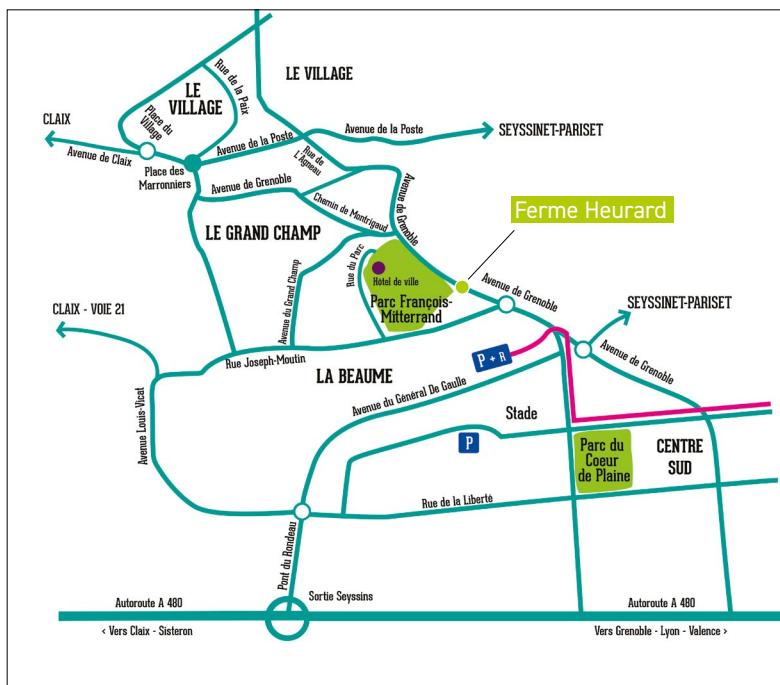 LE VILLAGE
Rue de la Paix
LE
VILLAGE
Place du
Village
CLAIX
Avenue de Claix
Place des
Marronniers
Avenue de la Poste
Avenue de la Poste
SEYSSINET-PARISET
Rue de
L'Agneau
Avenue de Grenoble
Chemin de Montrigaud
Avenue de Grenoble
Ferme Heurard
LE GRAND CHAMP
Rue du Parc
Hôtel de ville
Parc François-
Mitterrand
Avenue du Grand Champ
Avenue de Grenoble
SEYSSINET-PARISET
CLAIX - VOIE 21
Rue Joseph-Moutin
P + R
Avenue de Grenoble
LA BEAUME
Avenue du Général De Gaulle
Avenue Louis-Vicat
Stade
P
Parc du
Coeur
de Plaine
CENTRE
SUD
Rue de la Liberté
Pont du Rondeau
Sortie Seyssins
Autoroute A 480
Autoroute A 480
< Vers Claix - Sisteron
Vers Grenoble - Lyon - Valence >